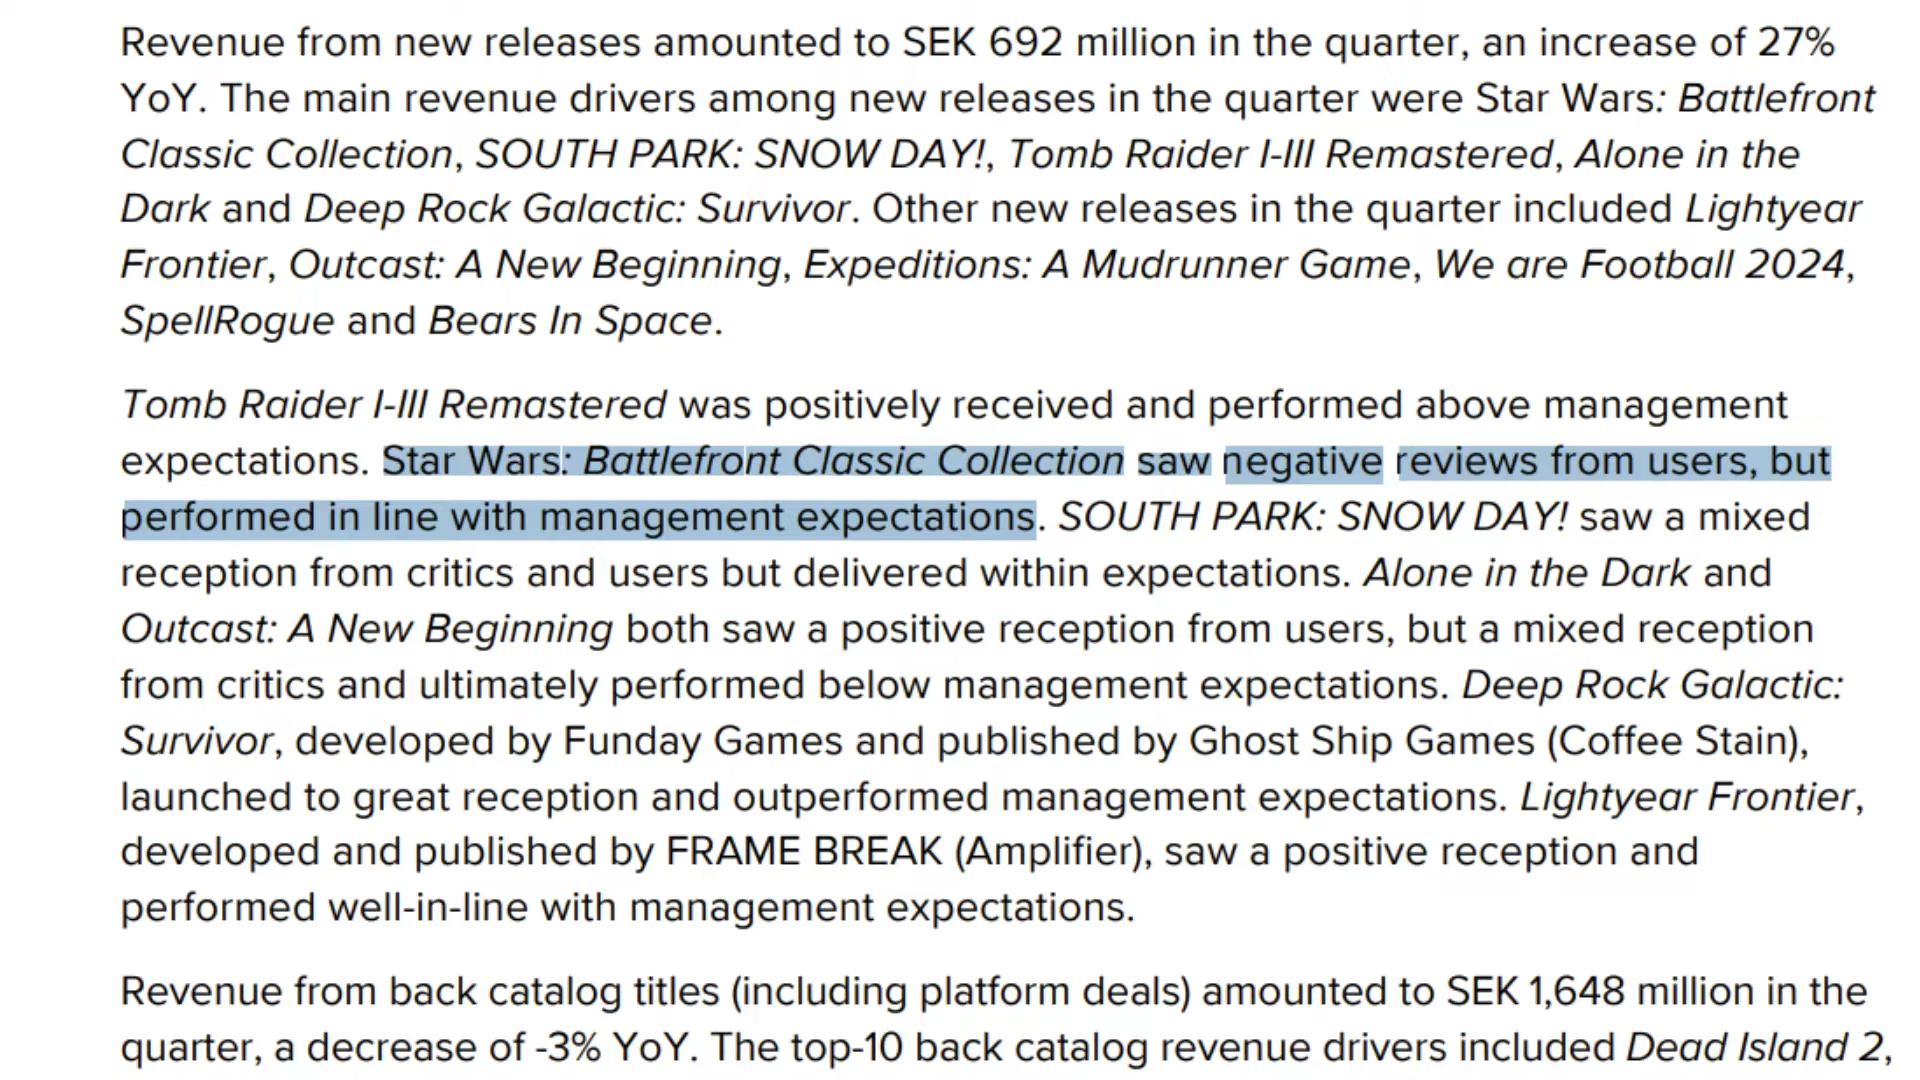 Revenue from new releases amounted to SEK 692 million in the quarter, an increase of 27%
YoY. The main revenue drivers among new releases in the quarter were Star Wars: Battlefront
Classic Collection, SOUTH PARK: SNOW DAY!, Tomb Raider I-III Remastered, Alone in the
Dark and Deep Rock Galactic: Survivor. Other new releases in the quarter included Lightyear
Frontier, Outcast: A New Beginning, Expeditions: A Mudrunner Game, We are Football 2024,
SpellRogue and Bears In Space.
Tomb Raider I-III Remastered was positively received and performed above management
expectations. Star Wars: Battlefront Classic Collection saw negative reviews from users, but
performed in line with management expectations. SOUTH PARK: SNOW DAY! saw a mixed
reception from critics and users but delivered within expectations. Alone in the Dark and
Outcast: A New Beginning both saw a positive reception from users, but a mixed reception
from critics and ultimately performed below management expectations. Deep Rock Galactic:
Survivor, developed by Funday Games and published by Ghost Ship Games (Coffee Stain),
launched to great reception and outperformed management expectations. Lightyear Frontier,
developed and published by FRAME BREAK (Amplifier), saw a positive reception and
performed well-in-line with management expectations.
Revenue from back catalog titles (including platform deals) amounted to SEK 1,648 million in the
quarter, a decrease of -3% YoY. The top-10 back catalog revenue drivers included Dead Island 2,